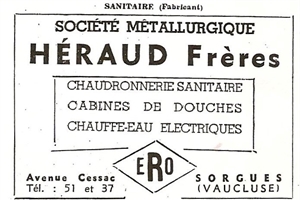 SANITAIRE (Fabricant)
SOCIÉTÉ MÉTALLURGIQUE
HÉRAUD Frères
CHAUDRONNERIE SANITAIRE
CABINES DE DOUCHES
CHAUFFE-EAU ELECTRIQUES
ERO
Avenue Cessac
Tél. : 51 et 37
SORGUES
(VAUCLUSE)